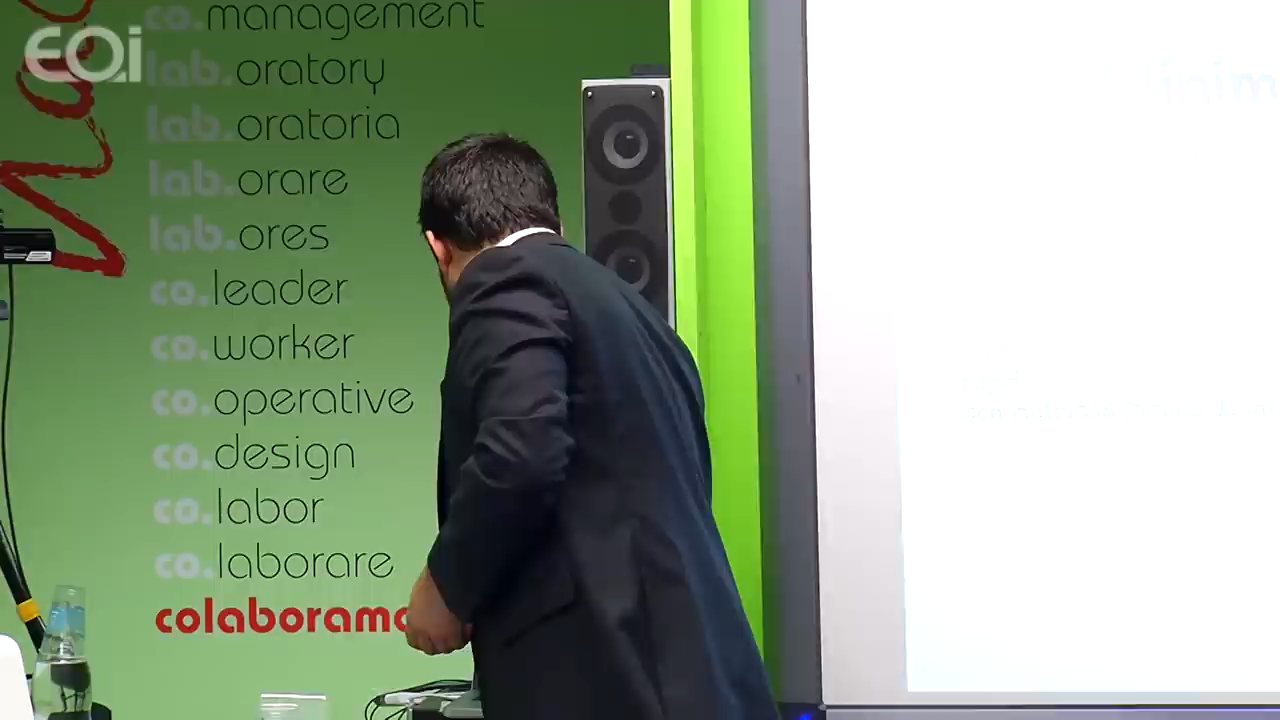 EOi
co.management
lab.oratory
lab.oratoria
lab.orare
lab.ores
co.leader
co.worker
co.operative
co.design
co.labor
co.laborare
colaborama